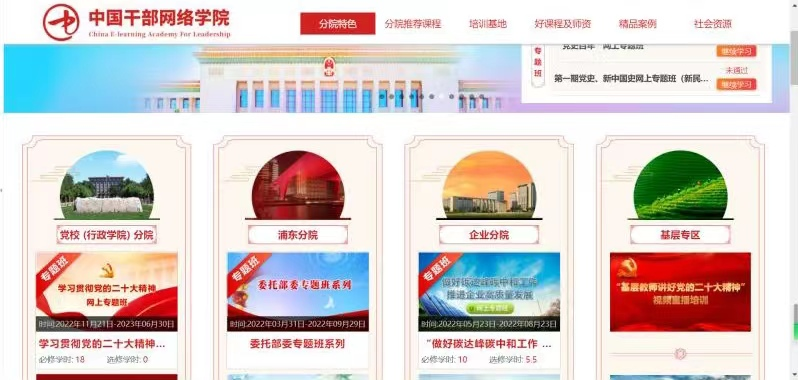 中国干部网络学院
China E-learning Academy For Leadership
分院特色
分院推荐课程
培训基地
好课程及师资
精品案例
社会资源
专题班
党史百年 网上专题班
继续学习
未通过
第一期党史、新中国史网上专题班（新民...
继续学习
党校 (行政学院) 分院
浦东分院
企业分院
基层专区
专题班
学习贯彻党的二十大精神
网上专题班
时间:2022年11月21日-2023年06月30日
专题班
委托部委专题班系列
时间:2022年03月31日-2022年09月29日
专题班
做好碳达峰碳中和工作
推进企业高质量发展
网上专题班
时间:2022年05月23日-2022年08月23日
“基层教师讲好党的二十大精神”
视频直播培训
学习贯彻党的二十大精神...
必修学时: 18 选修学时: 0
委托部委专题班系列
“做好碳达峰碳中和工作 ...
必修学时: 10 选修学时: 5.5